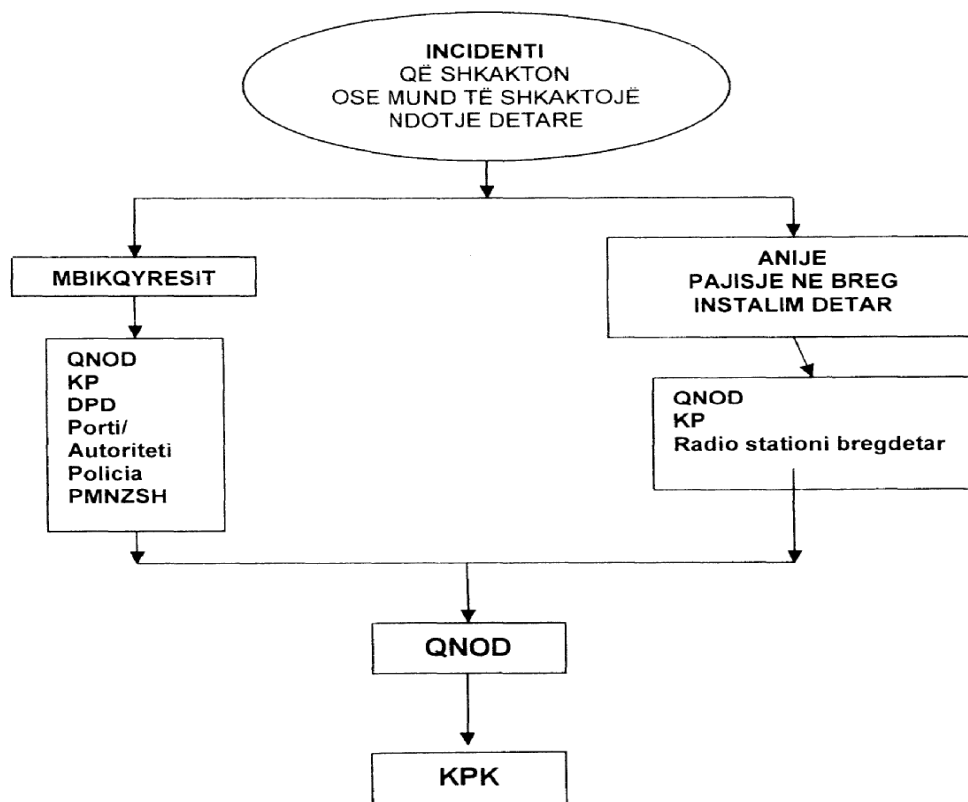 INCIDENTI
QË SHKAKTON
OSE MUND TË SHKAKTOJË
NDOTJE DETARE
MBIKQYRESIT
ANIJE
PAJISJE NE BREG
INSTALIM DETAR
QNOD
KP
DPD
Porti/
Autoriteti
Policia
PMNZSH
QNOD
KP
Radio stationi bregdetar
QNOD
KPK